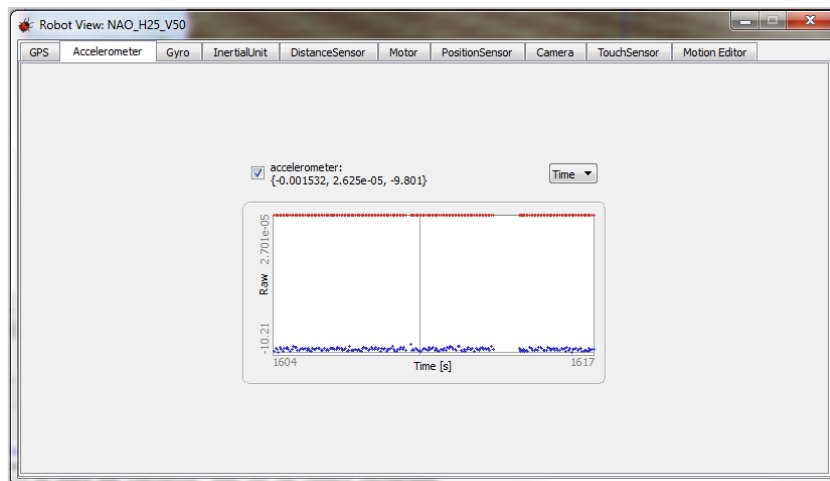 Robot View: NAO_H25_V50
GPS Accelerometer Gyro InertialUnit DistanceSensor Motor PositionSensor Camera TouchSensor Motion Editor
accelerometer:
{-0.001532, 2.625e-05, -9.801}
Time
2.701e-05
Raw
-10.21
1604
Time [s]
1617